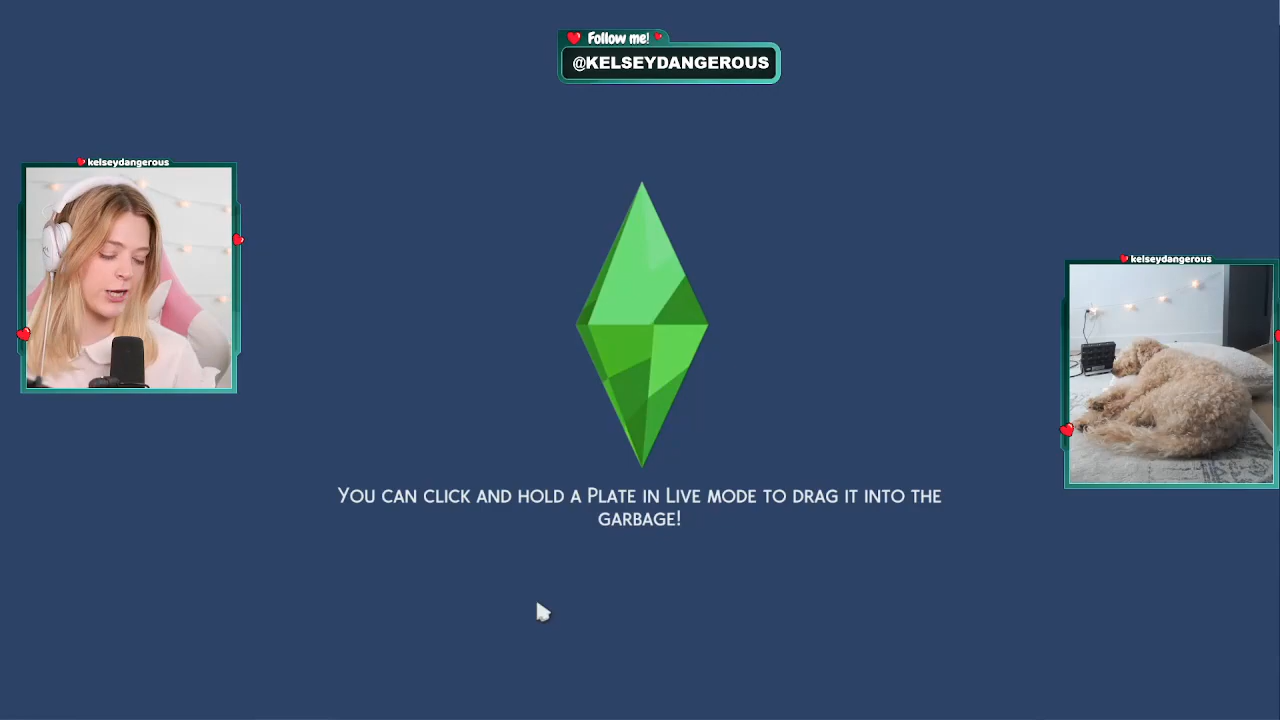 Follow me!
@KELSEYDANGEROUS
kelseydangerous
kelseydangerous
YOU CAN CLICK AND HOLD A PLATE IN LIVE MODE TO DRAG IT INTO THE
GARBAGE!